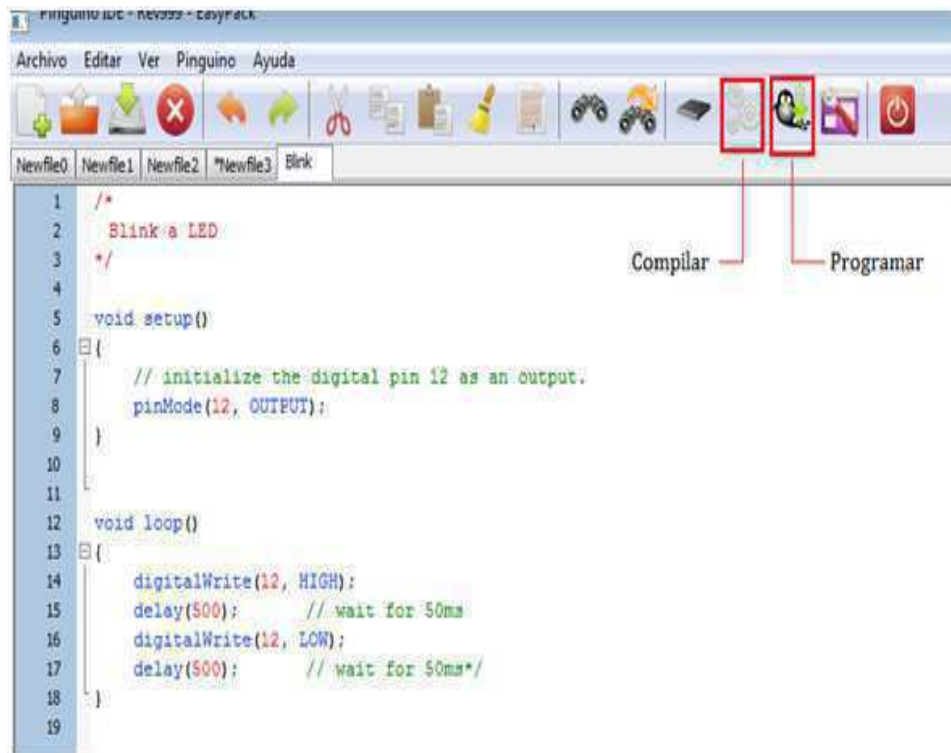 Pinguino IDE - Rev999 - EasyPack
Archivo Editar Ver Pinguino Ayuda
Newfile0 Newfile1 Newfile2 *Newfile3 Blink
Compilar Programar
1 /*
2 Blink a LED
3 */
4
5 void setup()
6 {
7 // initialize the digital pin 12 as an output.
8 pinMode(12, OUTPUT);
9 }
10
11
12 void loop()
13 {
14 digitalWrite(12, HIGH);
15 delay(500); // wait for 50ms
16 digitalWrite(12, LOW);
17 delay(500); // wait for 50ms*/
18 }
19